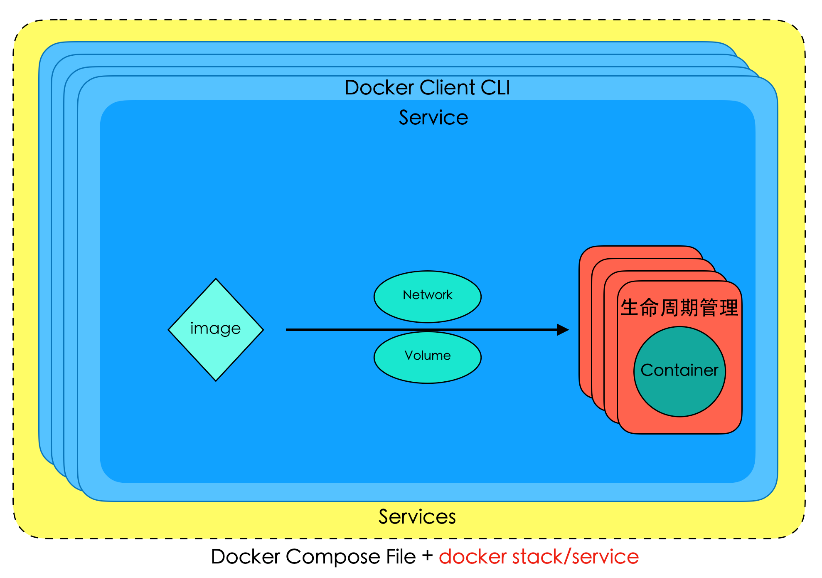 Docker Client CLI
Service
image
Network
Volume
生命周期管理
Container
Services
Docker Compose File + docker stack/service